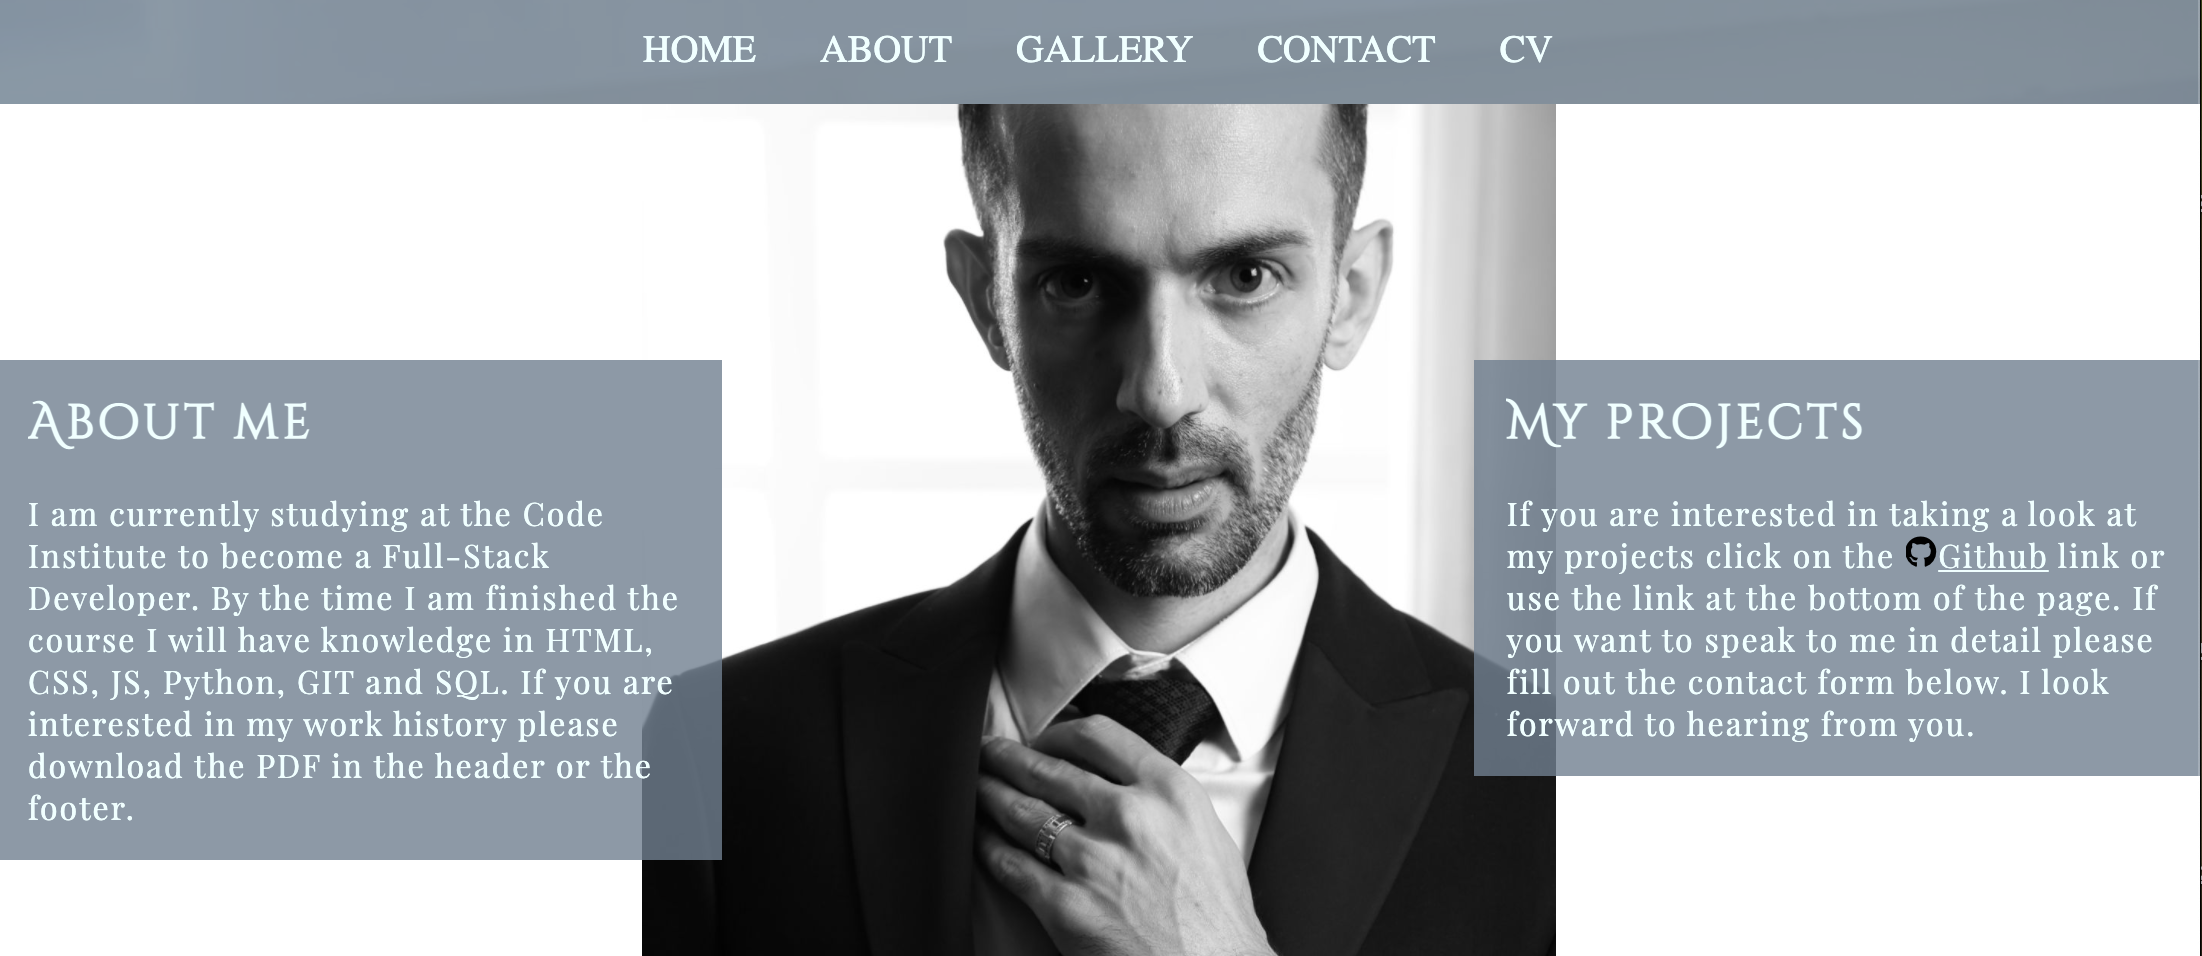 HOME ABOUT GALLERY CONTACT CV
About me
I am currently studying at the Code
Institute to become a Full-Stack
Developer. By the time I am finished the
course I will have knowledge in HTML,
CSS, JS, Python, GIT and SQL. If you are
interested in my work history please
download the PDF in the header or the
footer.
My projects
If you are interested in taking a look at
my projects click on the Github link or
use the link at the bottom of the page. If
you want to speak to me in detail please
fill out the contact form below. I look
forward to hearing from you.